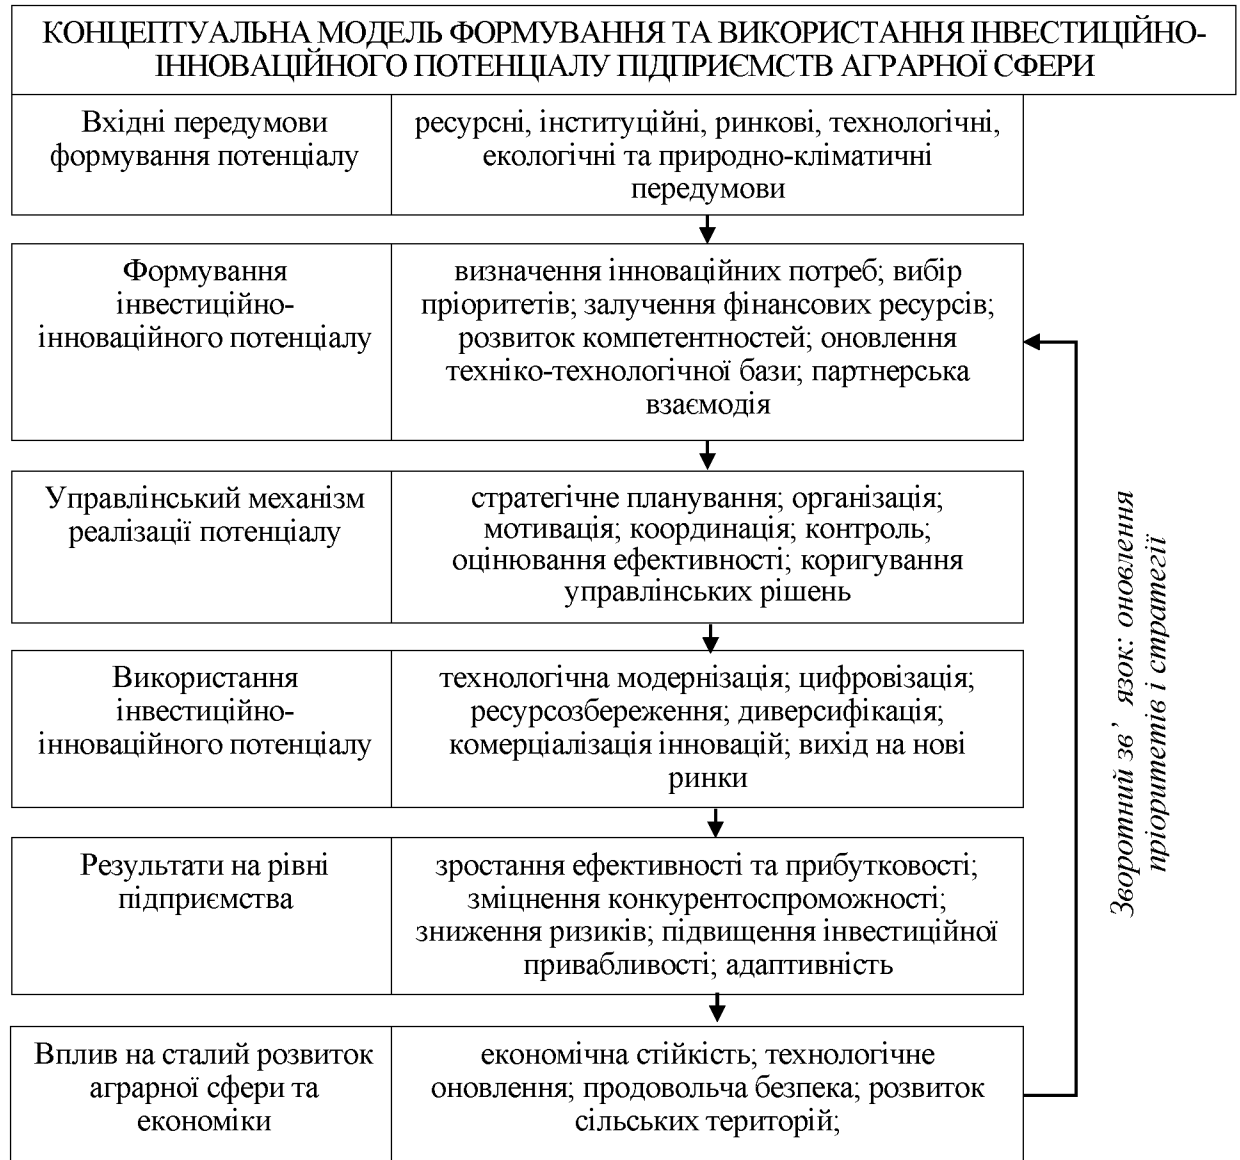 КОНЦЕПТУАЛЬНА МОДЕЛЬ ФОРМУВАННЯ ТА ВИКОРИСТАННЯ ІНВЕСТИЦІЙНО-
ІННОВАЦІЙНОГО ПОТЕНЦІАЛУ ПІДПРИЄМСТВ АГРАРНОЇ СФЕРИ
Вхідні передумови
формування потенціалу
ресурсні, інституційні, ринкові, технологічні,
екологічні та природно-кліматичні
передумови
Формування
інвестиційно-
інноваційного потенціалу
визначення інноваційних потреб; вибір
пріоритетів; залучення фінансових ресурсів;
розвиток компетентностей; оновлення
техніко-технологічної бази; партнерська
взаємодія
Управлінський механізм
реалізації потенціалу
стратегічне планування; організація;
мотивація; координація; контроль;
оцінювання ефективності; коригування
управлінських рішень
Використання
інвестиційно-
інноваційного потенціалу
технологічна модернізація; цифровізація;
ресурсозбереження; диверсифікація;
комерціалізація інновацій; вихід на нові
ринки
Результати на рівні
підприємства
зростання ефективності та прибутковості;
зміцнення конкурентоспроможності;
зниження ризиків; підвищення інвестиційної
привабливості; адаптивність
Вплив на сталий розвиток
аграрної сфери та
економіки
економічна стійкість; технологічне
оновлення; продовольча безпека; розвиток
сільських територій;
Зворотний зв’ язок: оновлення
пріоритетів і стратегії